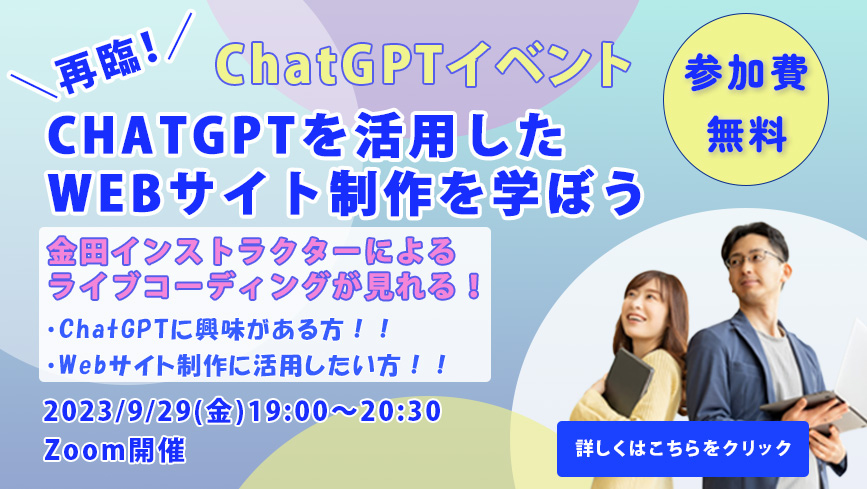 再臨!
ChatGPTイベント
参加費
無料
CHATGPTを活用した
WEBサイト制作を学ぼう
金田インストラクターによる
ライブコーディングが見れる！
・ChatGPTに興味がある方！！
・Webサイト制作に活用したい方！！
2023/9/29(金)19:00～20:30
Zoom開催
詳しくはこちらをクリック